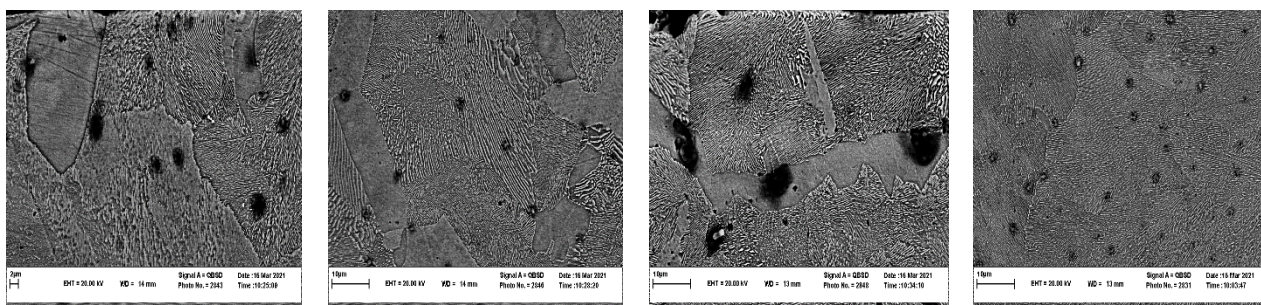 2µm
EHT = 20.00 kV
WD = 14 mm
Signal A = QBSD
Photo No. = 2843
Date :16 Mar 2021
Time :10:25:09
10µm
EHT = 20.00 kV
WD = 14 mm
Signal A = QBSD
Photo No. = 2846
Date :16 Mar 2021
Time :10:28:20
10µm
EHT = 20.00 kV
WD = 13 mm
Signal A = QBSD
Photo No. = 2848
Date :16 Mar 2021
Time :10:34:10
10µm
EHT = 20.00 kV
WD = 13 mm
Signal A = QBSD
Photo No. = 2831
Date :16 Mar 2021
Time :10:03:47